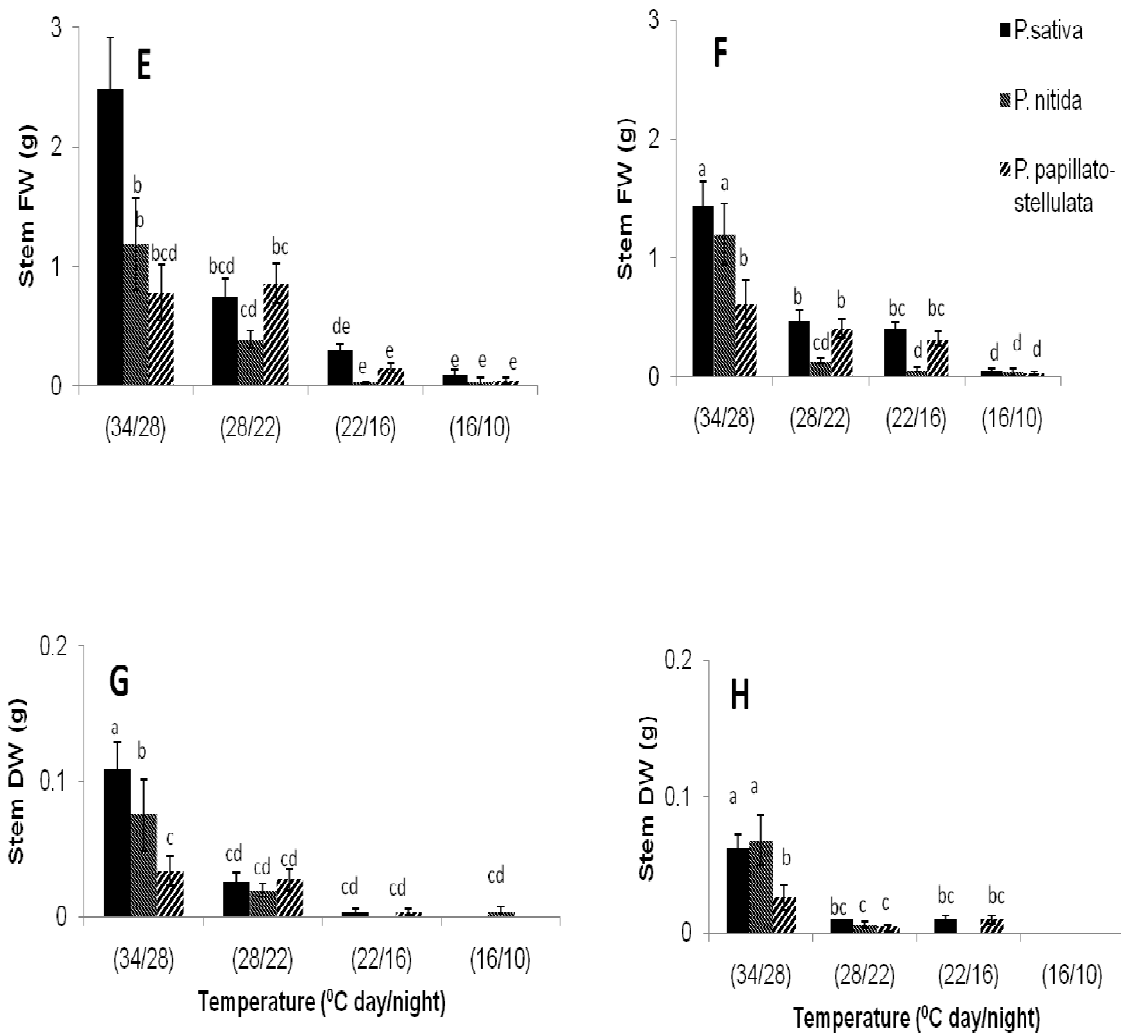 E
Stem FW (g)
3
2
1
0
b
b
bcd
bcd
cd
bc
de
e
e
e
e
e
(34/28)
(28/22)
(22/16)
(16/10)
F
Stem FW (g)
3
2
1
0
a
a
b
b
cd
b
bc
d
bc
d
d
d
(34/28)
(28/22)
(22/16)
(16/10)
P.sativa
P. nitida
P. papillato-
stellulata
G
Stem DW (g)
0.2
0.1
0
a
b
c
cd
cd
cd
cd
cd
cd
(34/28)
(28/22)
(22/16)
(16/10)
Temperature (⁰C day/night)
H
Stem DW (g)
0.2
0.1
0
a
a
b
bc
c
c
bc
bc
(34/28)
(28/22)
(22/16)
(16/10)
Temperature (⁰C day/night)